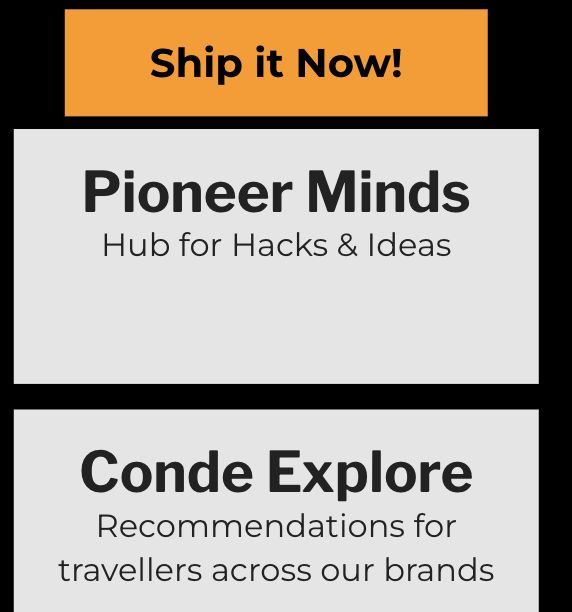 Ship it Now!
Pioneer Minds
Hub for Hacks & Ideas
Conde Explore
Recommendations for
travellers across our brands